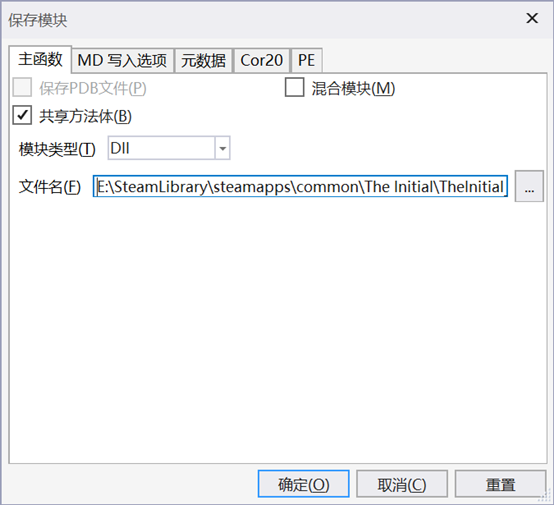 保存模块
主函数 MD 写入选项 元数据 Cor20 PE
保存PDB文件(P) 混合模块(M)
共享方法体(B)
模块类型(T) Dll
文件名(F) E:\SteamLibrary\steamapps\common\The Initial\TheInitial ...
确定(O) 取消(C) 重置